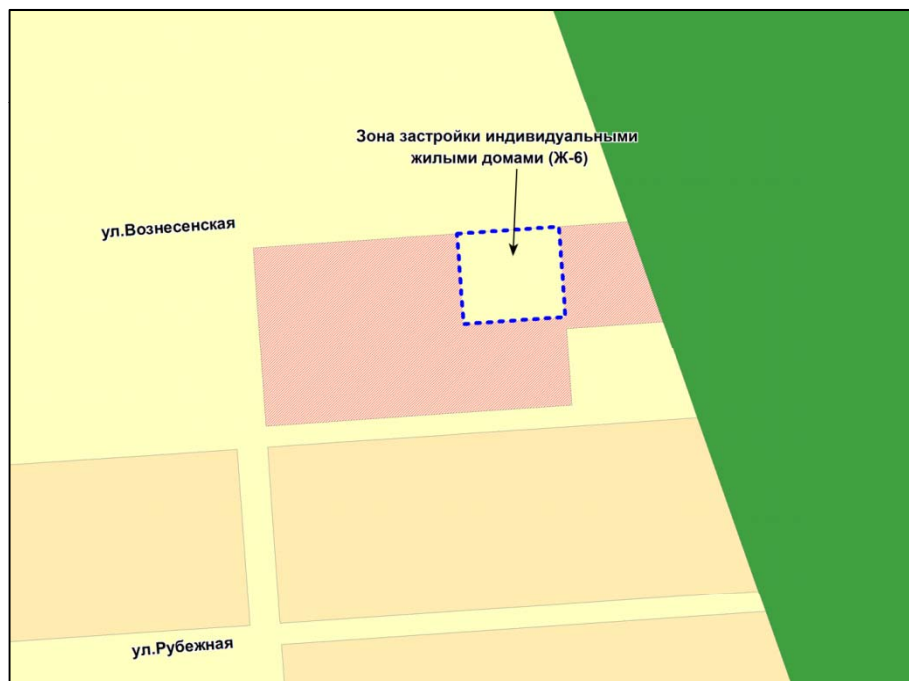 Зона застройки индивидуальными
жилыми домами (Ж-6)
ул.Вознесенская
ул.Рубежная